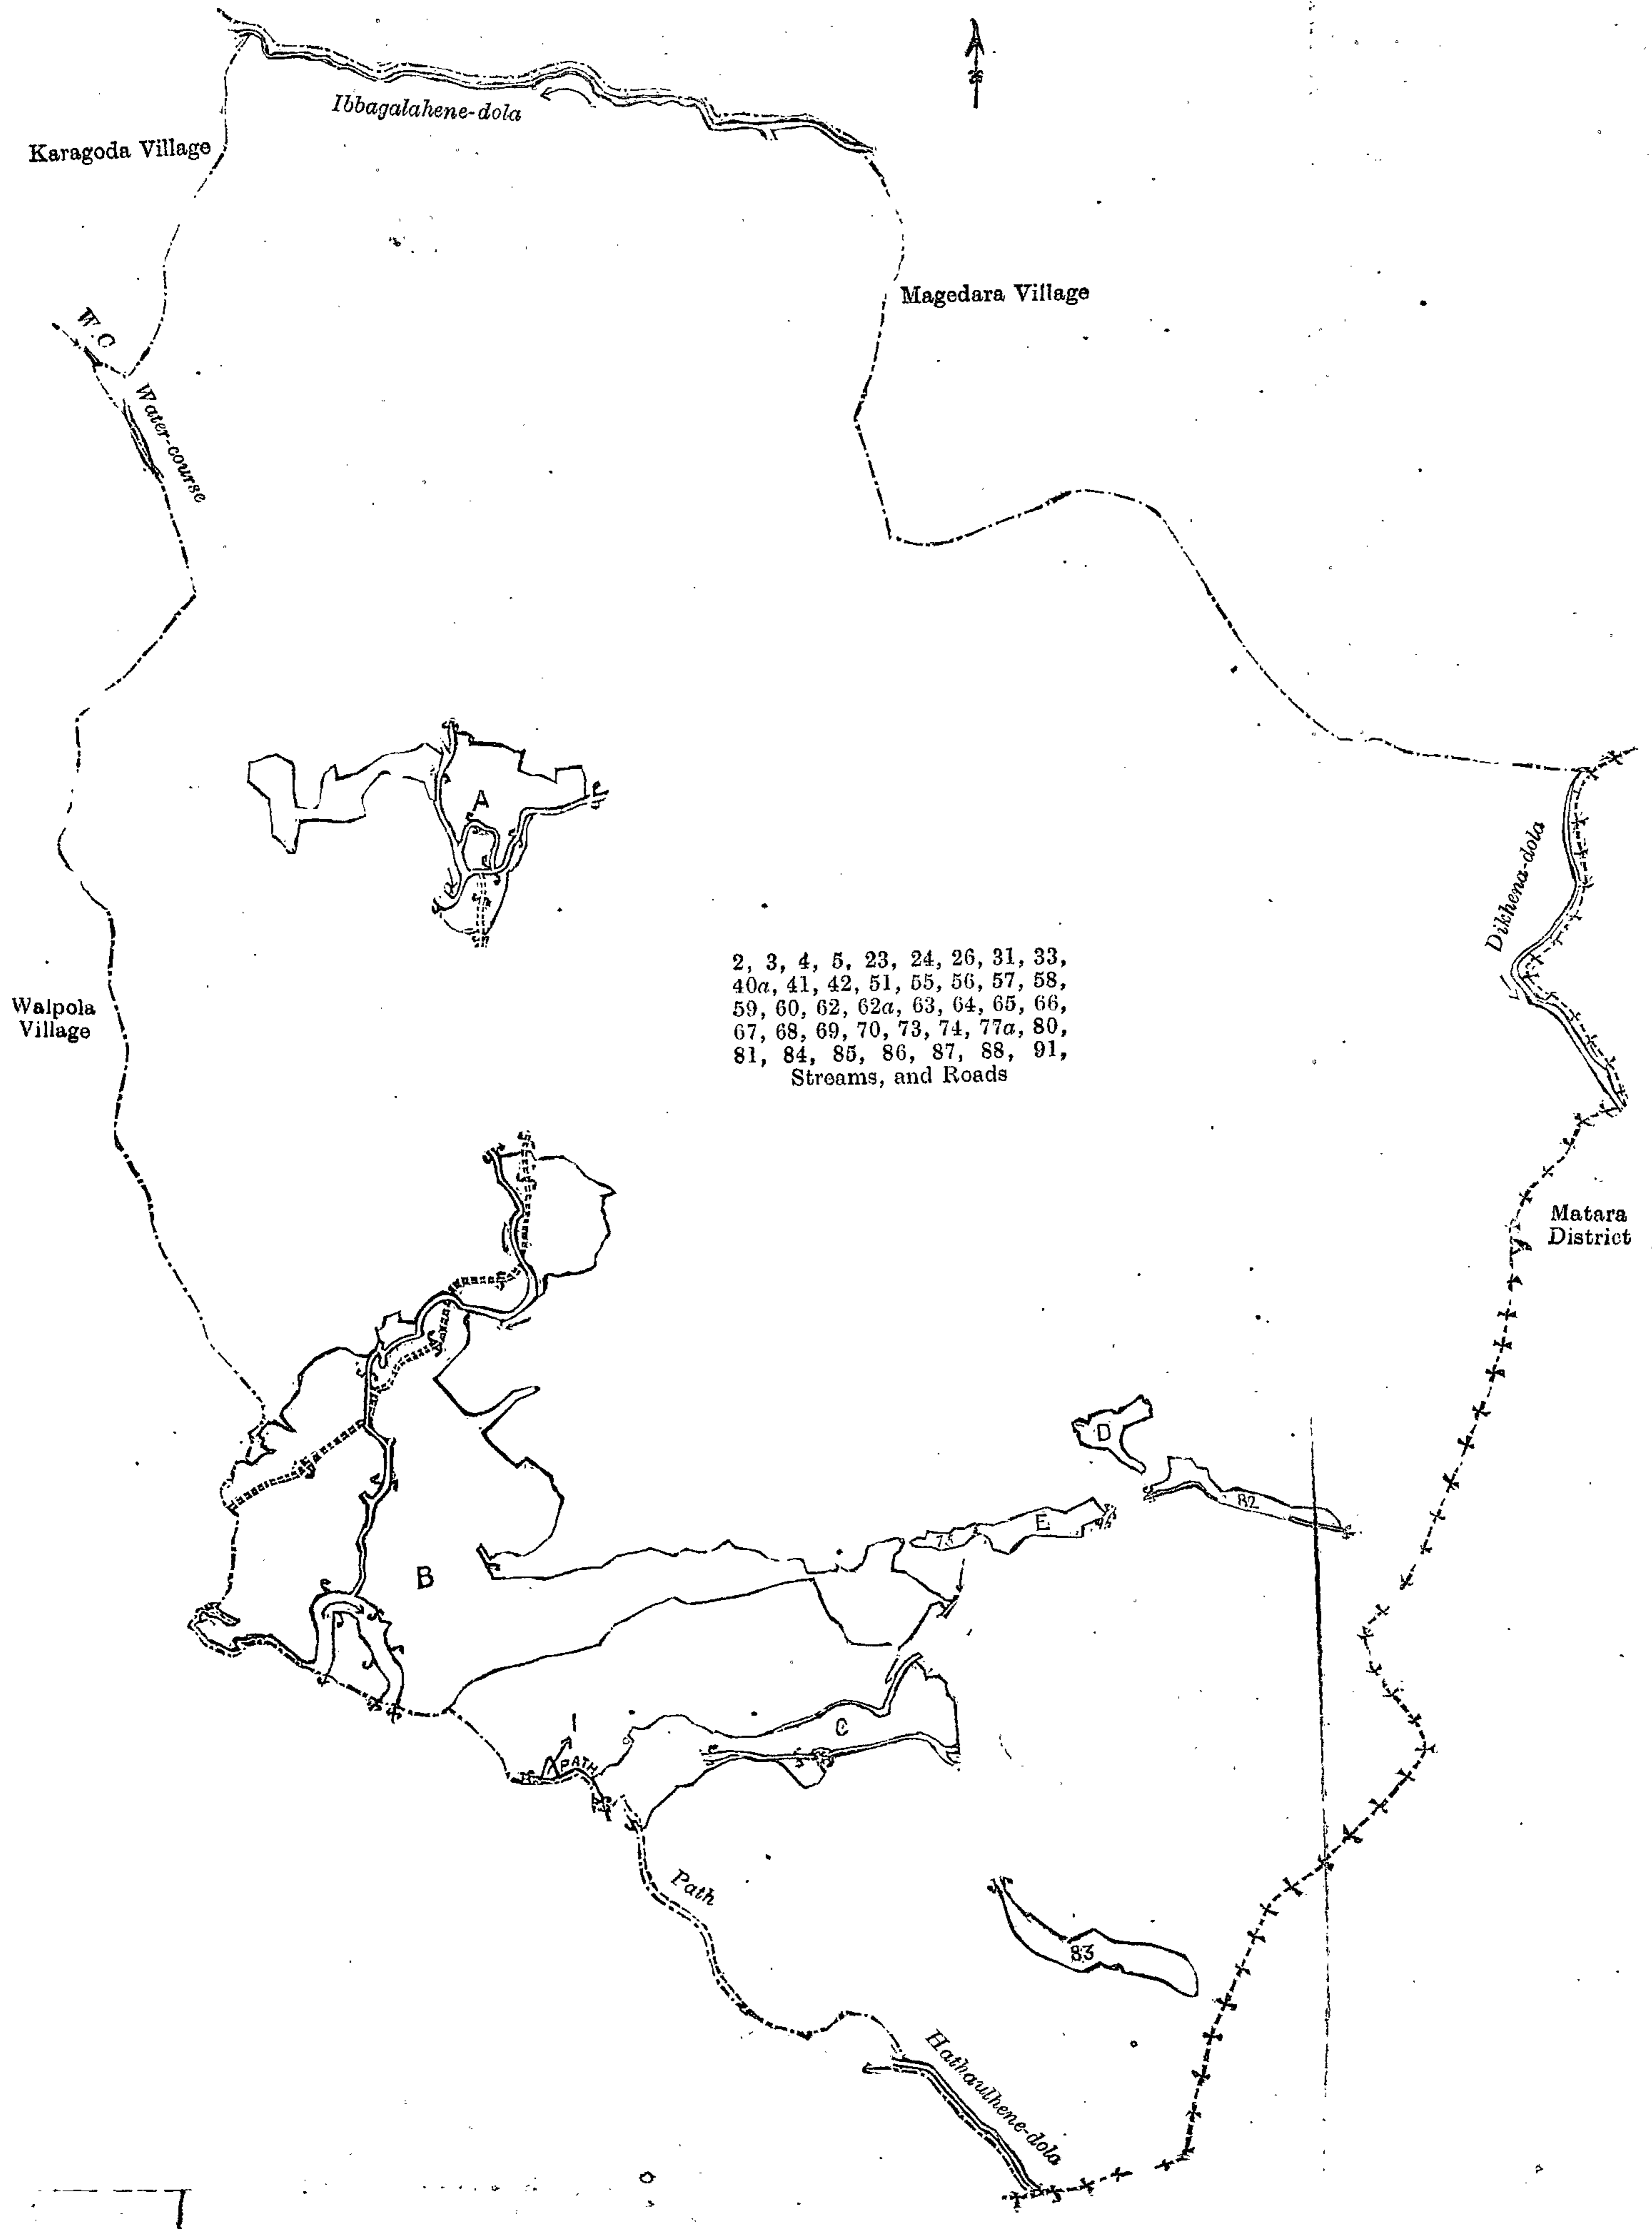 Ibbagalahene-dola
Karagoda Village
Magedara Village
W.C
Water-course
A
Dikhena-dola
2, 3, 4, 5, 23, 24, 26, 31, 33,
40a, 41, 42, 51, 55, 56, 57, 58,
59, 60, 62, 62a, 63, 64, 65, 66,
67, 68, 69, 70, 73, 74, 77a, 80,
81, 84, 85, 86, 87, 88, 91,
Streams, and Roads
Walpola
Village
Matara
District
D
82
E
75
B
C
1
PATH
Path
83
Hathaulhene-dola